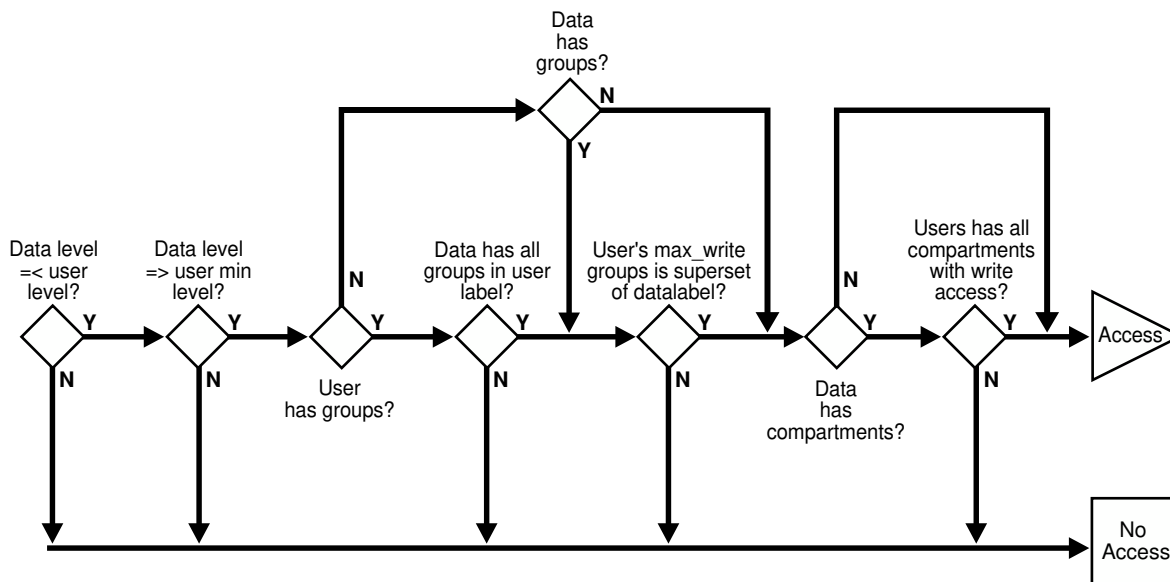 Data
has
groups?
N
Y
Data level
=< user
level?
Y
N
Data level
=> user min
level?
Y
N
N
Y
User
has groups?
Data has all
groups in user
label?
Y
N
User's max_write
groups is superset
of datalabel?
Y
N
N
Y
Data
has
compartments?
Users has all
compartments
with write
access?
Y
N
Access
No
Access